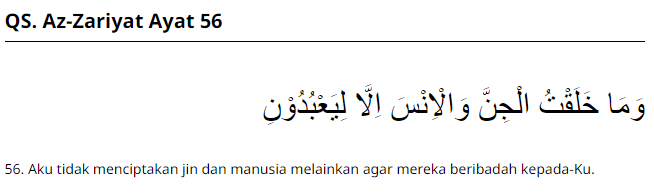 QS. Az-Zariyat Ayat 56
وَمَا خَلَقْتُ الْجِنَّ وَالْاِنْسَ اِلَّا لِيَعْبُدُوْنِ
56. Aku tidak menciptakan jin dan manusia melainkan agar mereka beribadah kepada-Ku.